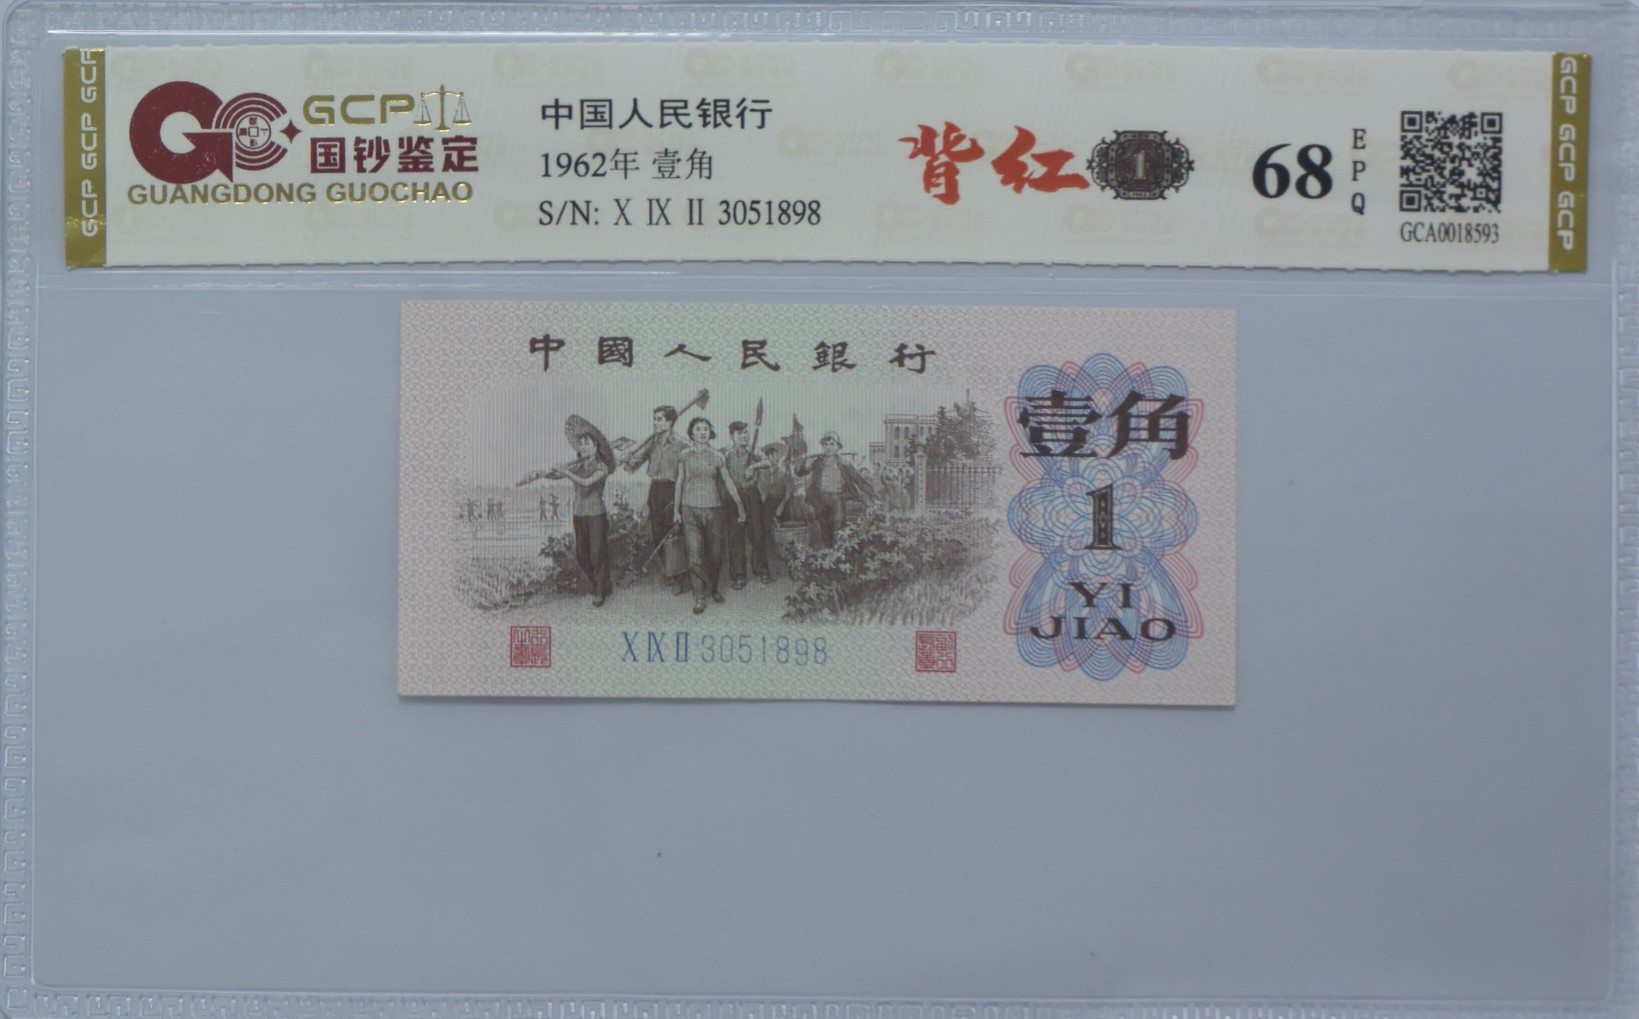 GCP
国钞鉴定
GUANGDONG GUOCHAO
中国人民银行
1962年 壹角
S/N: X IX II 3051898
背红
1
68
EPQ
GCA0018593
GCP GCP GCP
GCP GCP GCP
中國人民銀行
壹角
1
YI
JIAO
X IX II 3051898